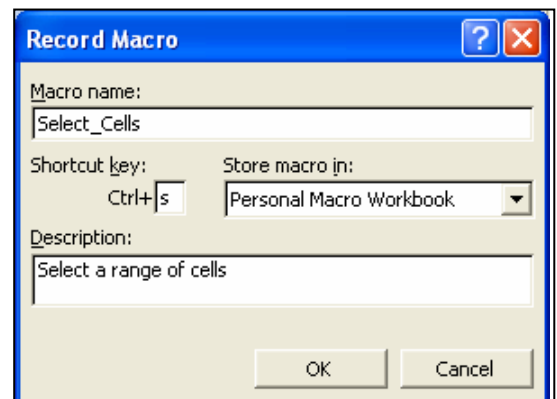 Record Macro ?
Macro name:
Select_Cells
Shortcut key: Store macro in:
Ctrl+ s Personal Macro Workbook
Description:
Select a range of cells
OK Cancel